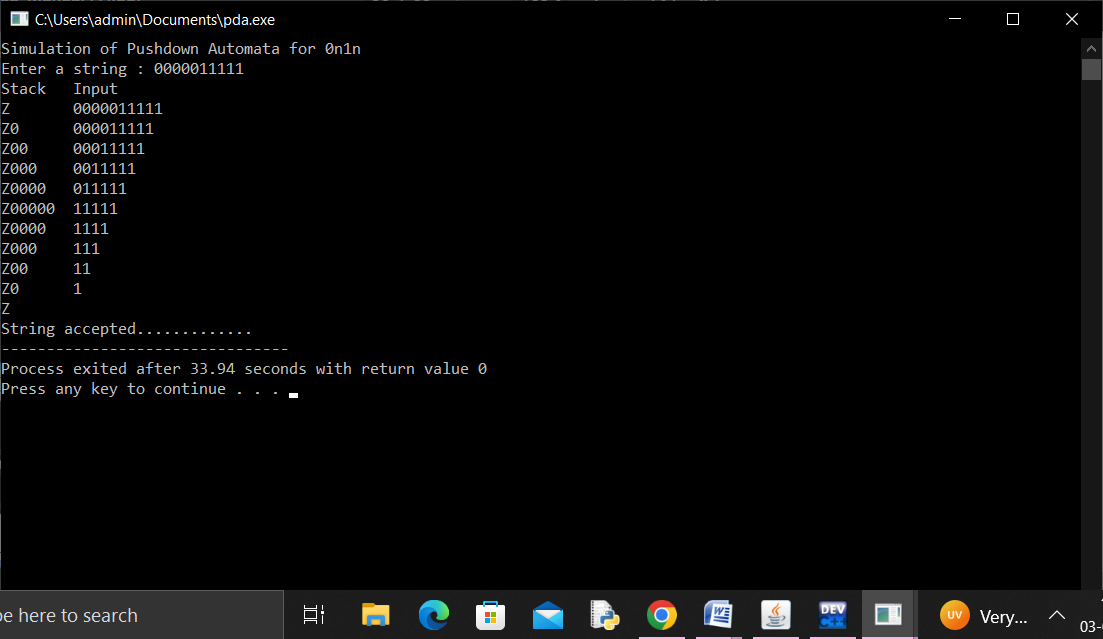 C:\Users\admin\Documents\pda.exe
Simulation of Pushdown Automata for 0n1n
Enter a string : 0000011111
Stack   Input
Z       0000011111
Z0      000011111
Z00     00011111
Z000    0011111
Z0000   011111
Z00000  11111
Z0000   1111
Z000    111
Z00     11
Z0      1
Z
String accepted.............
--------------------------------
Process exited after 33.94 seconds with return value 0
Press any key to continue . . .
here to search
DEV
C++
UV
Very...
03-